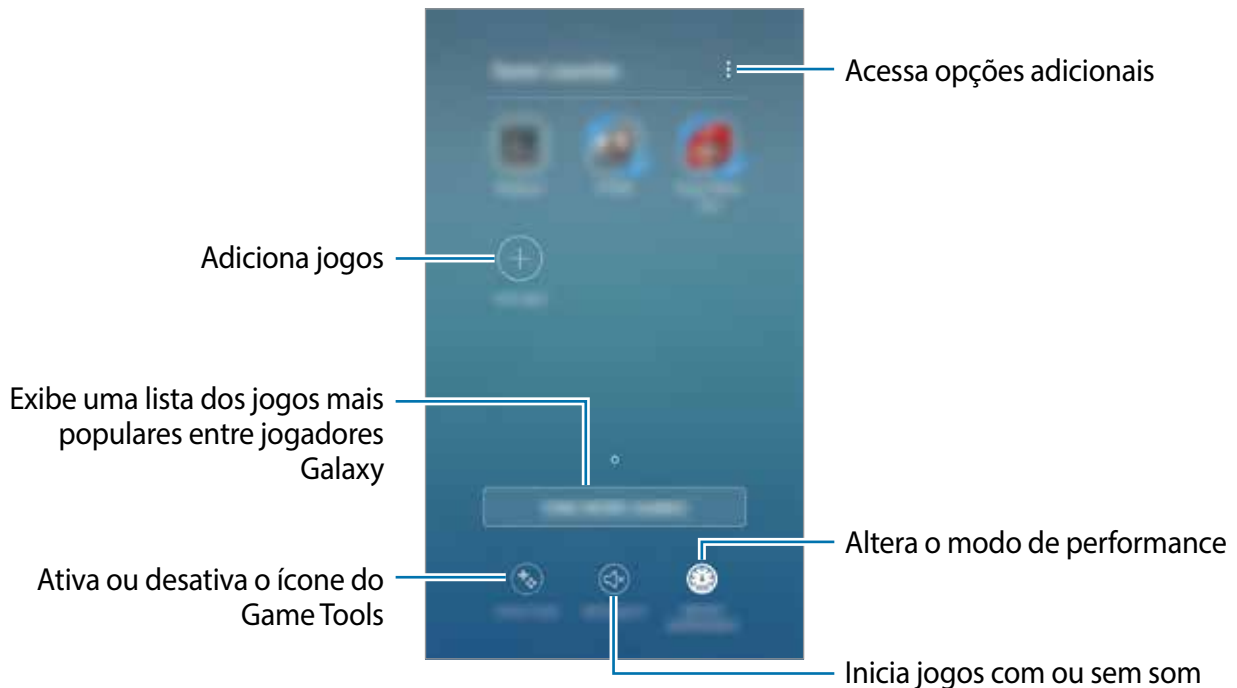 Acessa opções adicionais
Adiciona jogos
Exibe uma lista dos jogos mais
populares entre jogadores
Galaxy
Altera o modo de performance
Ativa ou desativa o ícone do
Game Tools
Inicia jogos com ou sem som